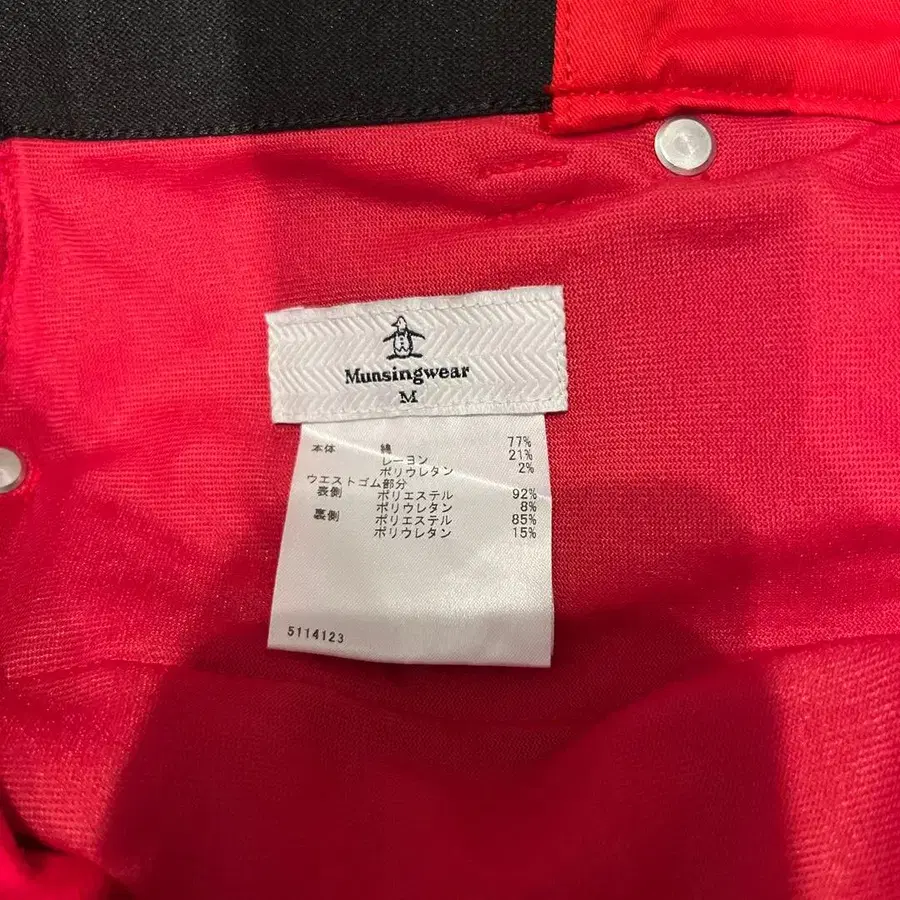 Munsingwear
M
本体 綿 77%
レーヨン 21%
ポリウレタン 2%
ウエストゴム部分
表側 ポリエステル 92%
ポリウレタン 8%
裏側 ポリエステル 85%
ポリウレタン 15%
5114123